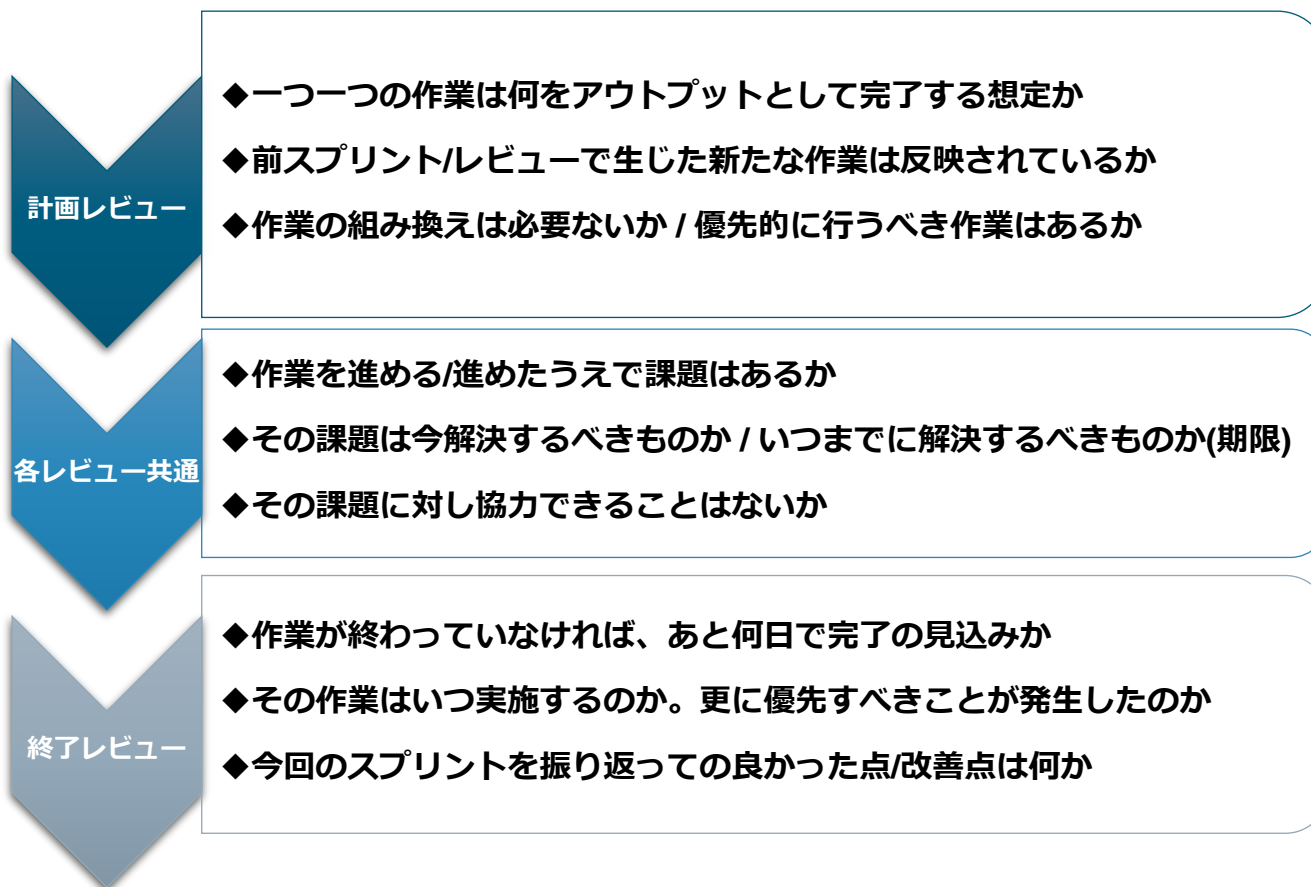 計画レビュー
◆一つ一つの作業は何をアウトプットとして完了する想定か
◆前スプリント/レビューで生じた新たな作業は反映されているか
◆作業の組み換えは必要ないか / 優先的に行うべき作業はあるか
各レビュー共通
◆作業を進める/進めたうえで課題はあるか
◆その課題は今解決するべきものか / いつまでに解決するべきものか(期限)
◆その課題に対し協力できることはないか
終了レビュー
◆作業が終わっていなければ、あと何日で完了の見込みか
◆その作業はいつ実施するのか。更に優先すべきことが発生したのか
◆今回のスプリントを振り返っての良かった点/改善点は何か